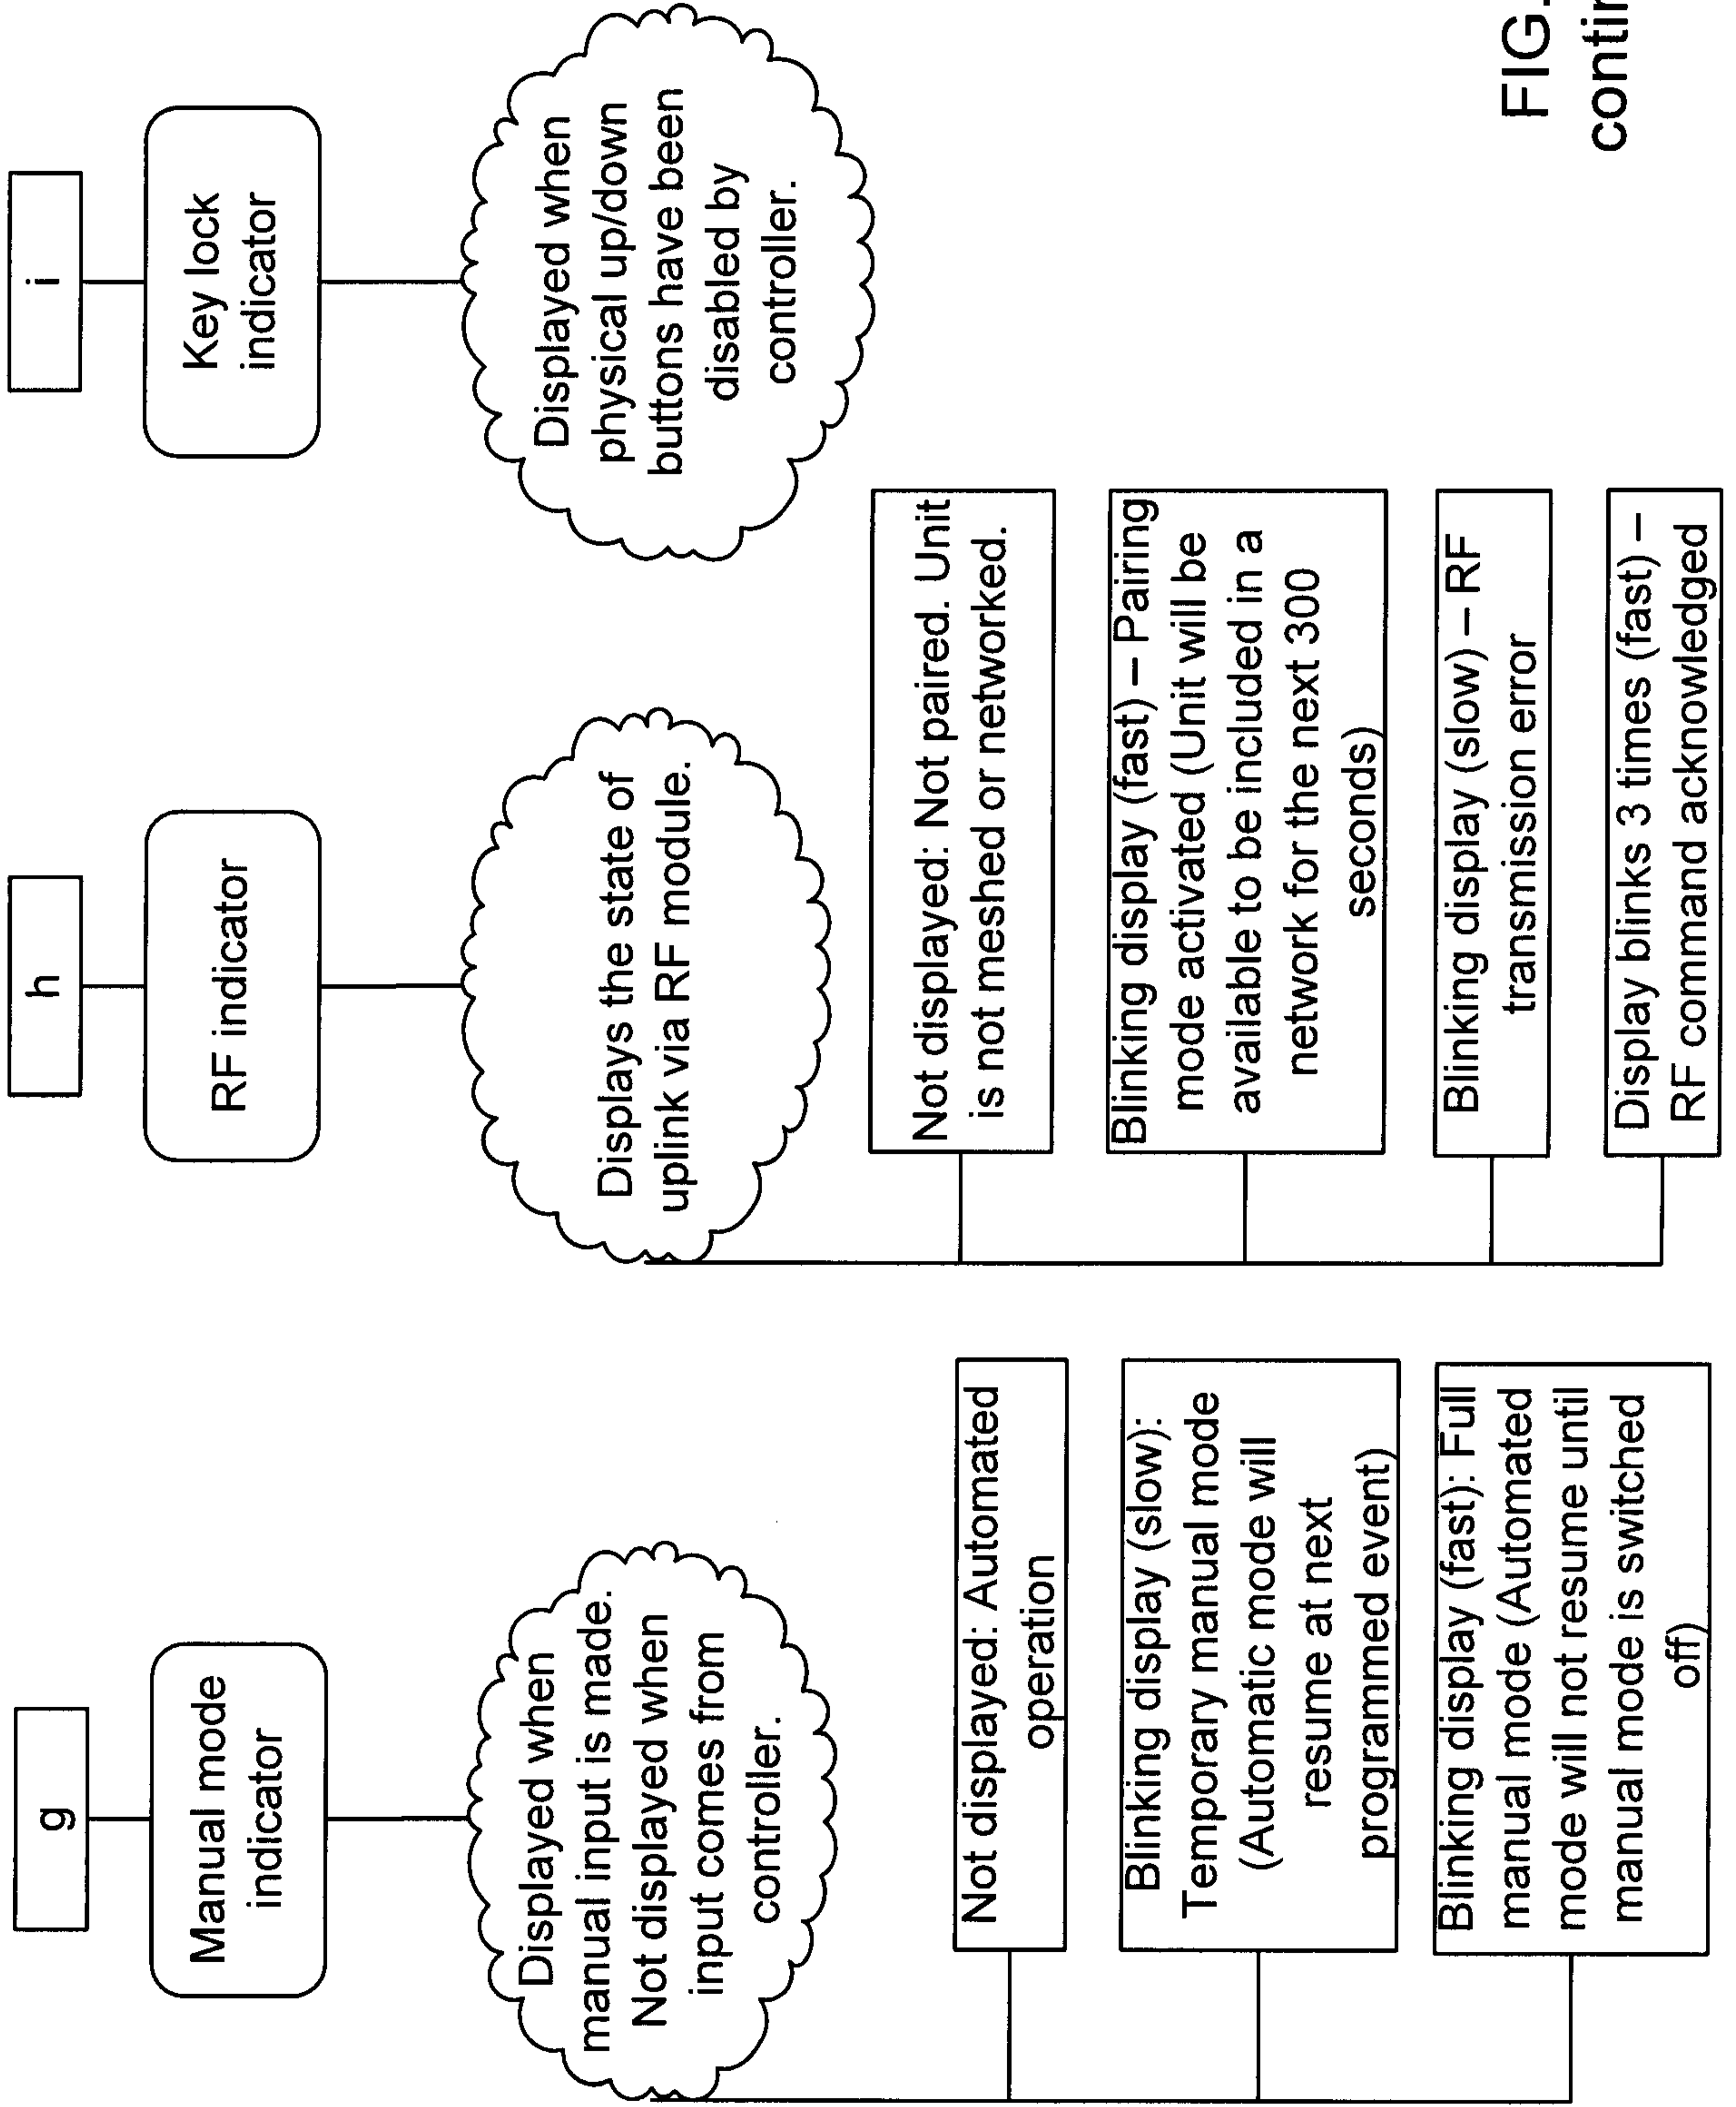 g
Manual mode
indicator
Displayed when
manual input is made.
Not displayed when
input comes from
controller.
Not displayed: Automated
operation
Blinking display (slow):
Temporary manual mode
(Automatic mode will
resume at next
programmed event)
Blinking display (fast): Full
manual mode (Automated
mode will not resume until
manual mode is switched
off)
h
RF indicator
Displays the state of
uplink via RF module.
Not displayed: Not paired. Unit
is not meshed or networked.
Blinking display (fast) – Pairing
mode activated (Unit will be
available to be included in a
network for the next 300
seconds)
Blinking display (slow) – RF
transmission error
Display blinks 3 times (fast) –
RF command acknowledged
i
Key lock
indicator
Displayed when
physical up/down
buttons have been
disabled by
controller.
FIG.